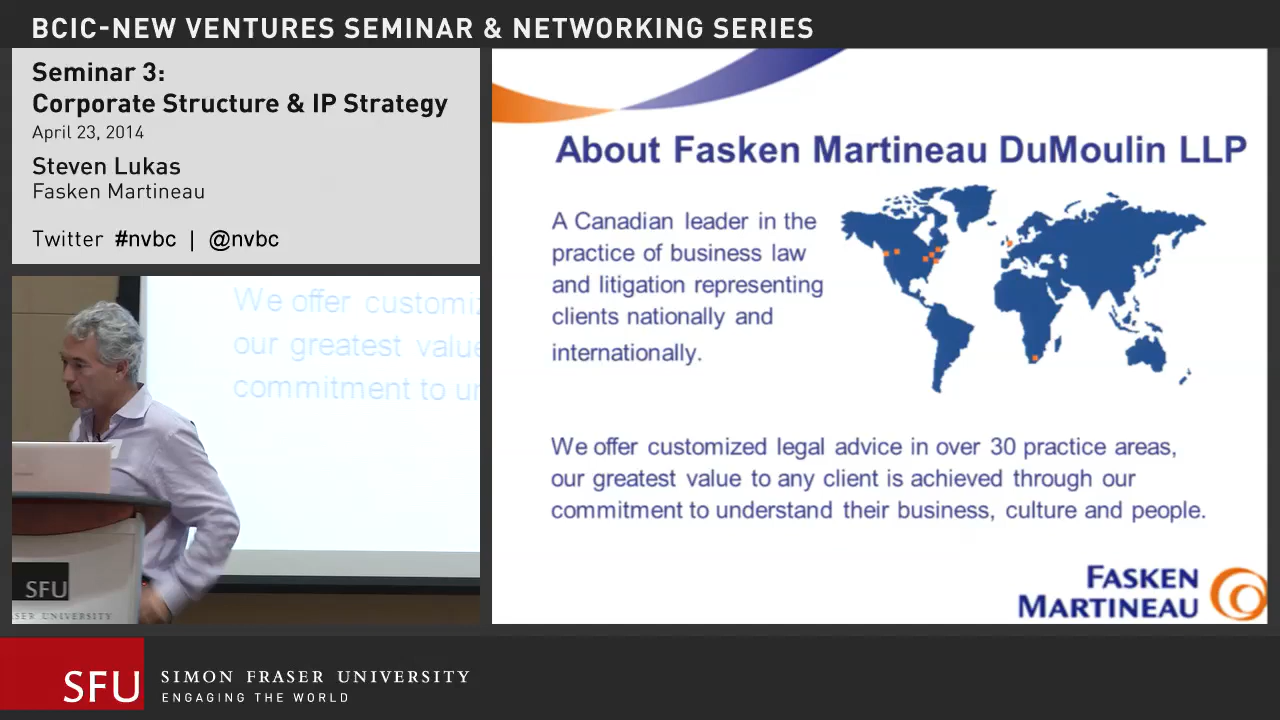 BCIC-NEW VENTURES SEMINAR & NETWORKING SERIES
Seminar 3:
Corporate Structure & IP Strategy
April 23, 2014
Steven Lukas
Fasken Martineau
Twitter #nvbc | @nvbc
We offer customiz
our greatest value
commitment to un
SFU
SER UNIVERSITY
About Fasken Martineau DuMoulin LLP
A Canadian leader in the
practice of business law
and litigation representing
clients nationally and
internationally.
We offer customized legal advice in over 30 practice areas,
our greatest value to any client is achieved through our
commitment to understand their business, culture and people.
FASKEN
MARTINEAU
SFU
SIMON FRASER UNIVERSITY
ENGAGING THE WORLD